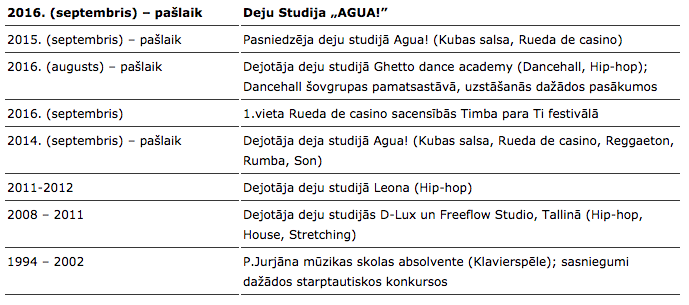 2016. (septembris) – pašlaik Deju Studija „AGUA!”
2015. (septembris) – pašlaik Pasniedzēja deju studijā Agua! (Kubas salsa, Rueda de casino)
2016. (augusts) – pašlaik Dejotāja deju studijā Ghetto dance academy (Dancehall, Hip-hop);
Dancehall šovgrupas pamatsastāvā, uzstāšanās dažādos pasākumos
2016. (septembris) 1.vieta Rueda de casino sacensībās Timba para Ti festivālā
2014. (septembris) – pašlaik Dejotāja deja studijā Agua! (Kubas salsa, Rueda de casino, Reggaeton,
Rumba, Son)
2011-2012 Dejotāja deju studijā Leona (Hip-hop)
2008 – 2011 Dejotāja deju studijās D-Lux un Freeflow Studio, Tallinā (Hip-hop,
House, Stretching)
1994 – 2002 P.Jurjāna mūzikas skolas absolvente (Klavierspēle); sasniegumi
dažādos starptautiskos konkursos